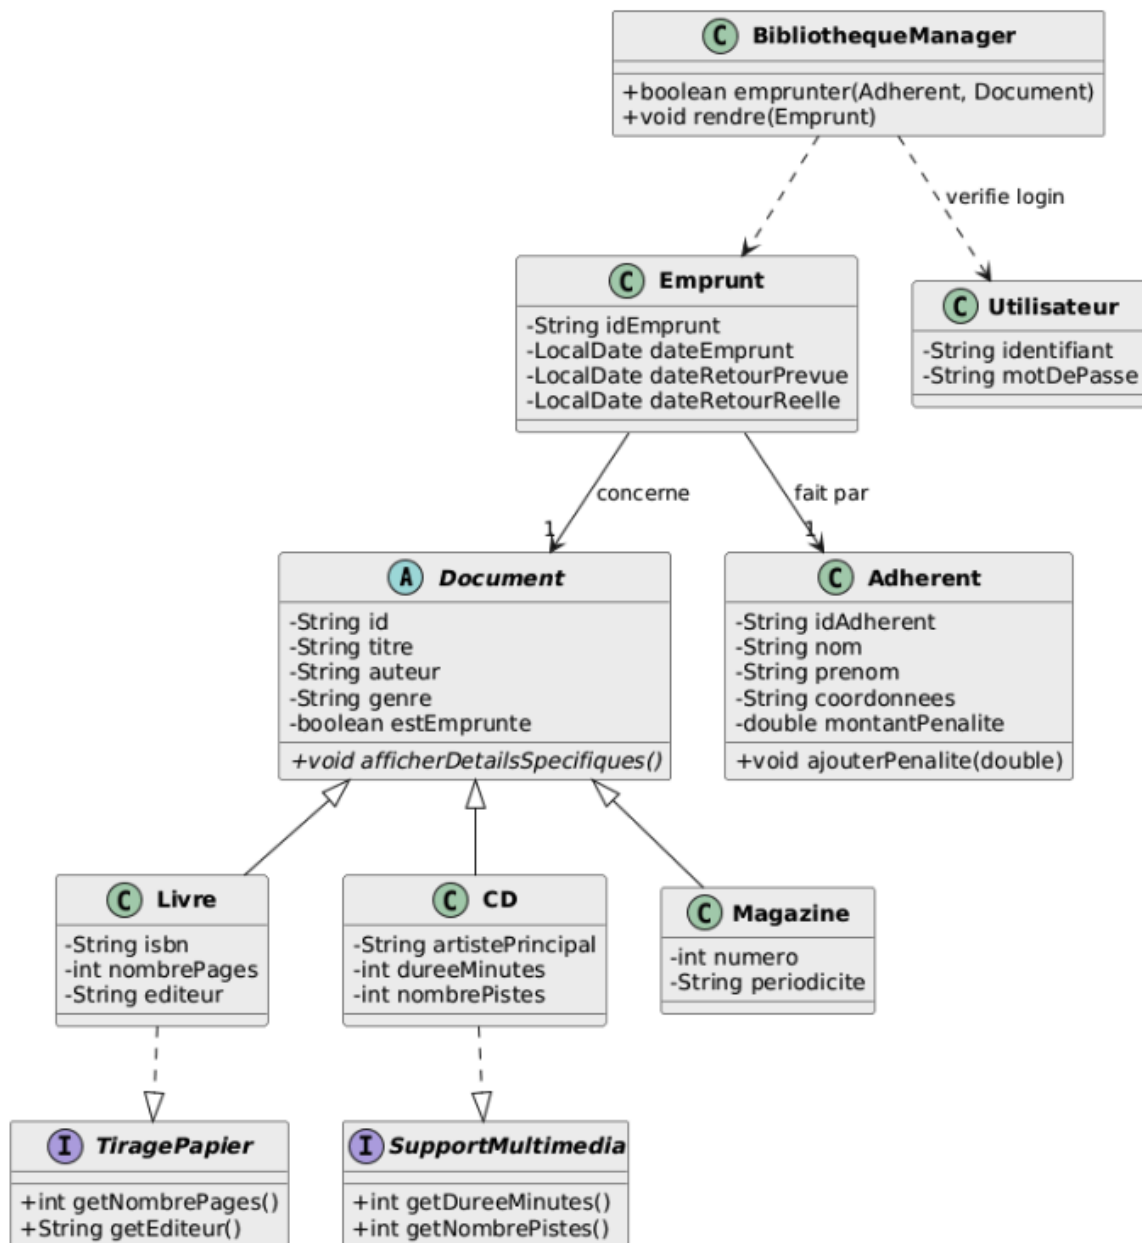 C BibliothequeManager
+boolean emprunter(Adherent, Document)
+void rendre(Emprunt)
verifie login
C Emprunt
-String idEmprunt
-LocalDate dateEmprunt
-LocalDate dateRetourPrevue
-LocalDate dateRetourReelle
C Utilisateur
-String identifiant
-String motDePasse
concerne
1
fait par
1
A Document
-String id
-String titre
-String auteur
-String genre
-boolean estEmprunte
+void afficherDetailsSpecifiques()
C Adherent
-String idAdherent
-String nom
-String prenom
-String coordonnees
-double montantPenalite
+void ajouterPenalite(double)
C Livre
-String isbn
-int nombrePages
-String editeur
C CD
-String artistePrincipal
-int dureeMinutes
-int nombrePistes
C Magazine
-int numero
-String periodicite
I TiragePapier
+int getNombrePages()
+String getEditeur()
I SupportMultimedia
+int getDureeMinutes()
+int getNombrePistes()